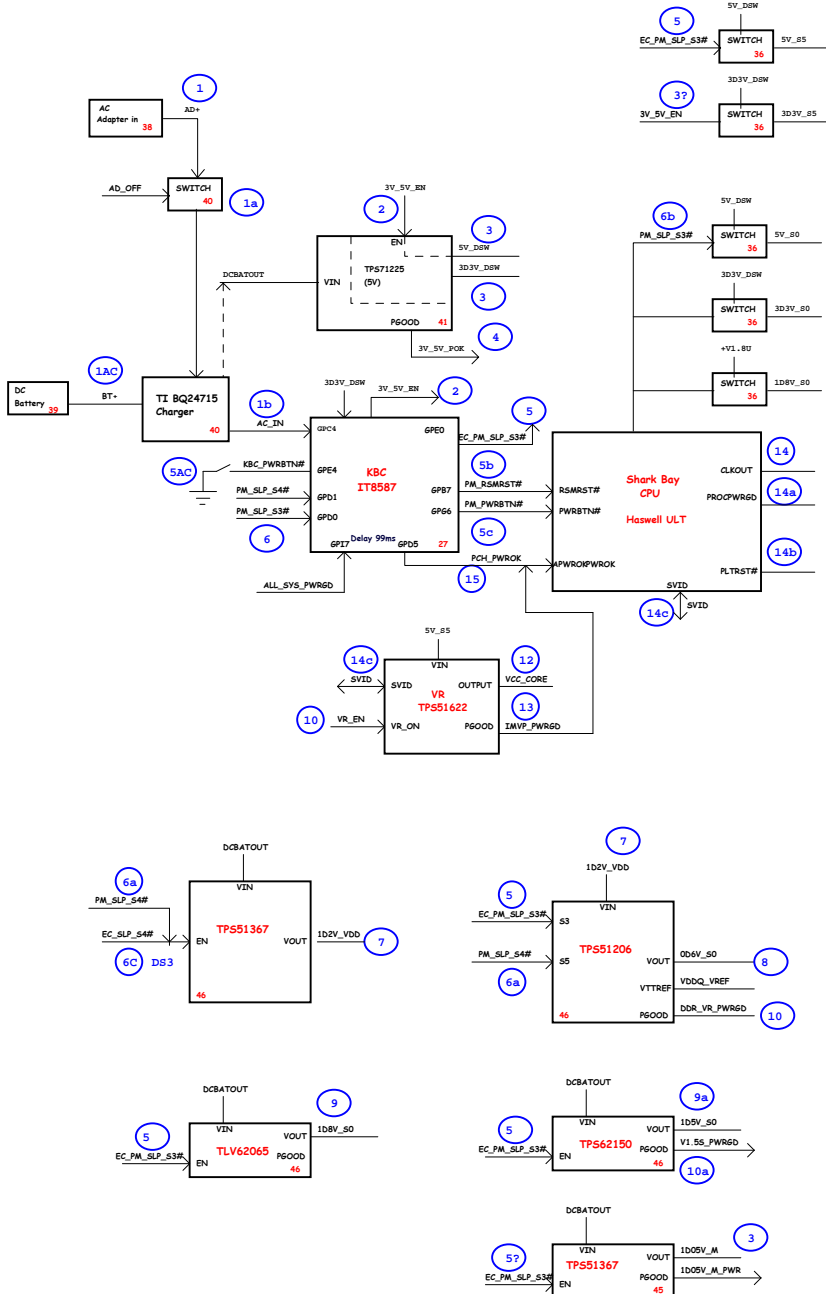 5V_DSW
5
EC_PM_SLP_S3#
SWITCH
36
5V_S5
3D3V_DSW
3?
3V_5V_EN
SWITCH
36
3D3V_S5
1
AC
Adapter in
38
AD+
AD_OFF
SWITCH
40
1a
3V_5V_EN
2
EN
3
5V_DSW
TPS71225
(5V)
VIN
3D3V_DSW
3
PGOOD
41
4
3V_5V_POK
DCBATOUT
5V_DSW
6b
PM_SLP_S3#
SWITCH
36
5V_S0
3D3V_DSW
SWITCH
36
3D3V_S0
+V1.8U
SWITCH
36
1D8V_S0
1AC
DC
Battery
39
BT+
TI BQ24715
Charger
40
1b
AC_IN
3D3V_DSW
3V_5V_EN
2
GPC4
GPE0
5
EC_PM_SLP_S3#
KBC
IT8587
5AC
KBC_PWRBTN#
GPE4
PM_SLP_S4#
GPD1
PM_SLP_S3#
GPD0
6
5b
GPB7
PM_RSMRST#
GPG6
PM_PWRBTN#
5c
Delay 99ms
27
GPI7
GPD5
PCH_PWROK
15
ALL_SYS_PWRGD
Shark Bay
CPU
Haswell ULT
RSMRST#
PWRBTN#
APWROKPWROK
CLKOUT
14
PROCPWRGD
14a
PLTRST#
14b
SVID
14c
SVID
5V_S5
VIN
14c
SVID
SVID
VR
TPS51622
OUTPUT
12
VCC_CORE
10
VR_EN
VR_ON
PGOOD
13
IMVP_PWRGD
DCBATOUT
VIN
6a
PM_SLP_S4#
EC_SLP_S4#
EN
6C
DS3
TPS51367
VOUT
1D2V_VDD
7
46
7
1D2V_VDD
VIN
5
EC_PM_SLP_S3#
S3
PM_SLP_S4#
S5
6a
TPS51206
VOUT
0D6V_S0
8
VTTREF
VDDQ_VREF
PGOOD
DDR_VR_PWRGD
10
46
DCBATOUT
VIN
5
EC_PM_SLP_S3#
EN
TLV62065
VOUT
9
1D8V_S0
PGOOD
46
DCBATOUT
VIN
5
EC_PM_SLP_S3#
EN
TPS62150
VOUT
9a
1D5V_S0
PGOOD
V1.5S_PWRGD
46
10a
DCBATOUT
VIN
5?
EC_PM_SLP_S3#
EN
TPS51367
VOUT
3
1D05V_M
PGOOD
1D05V_M_PWR
45